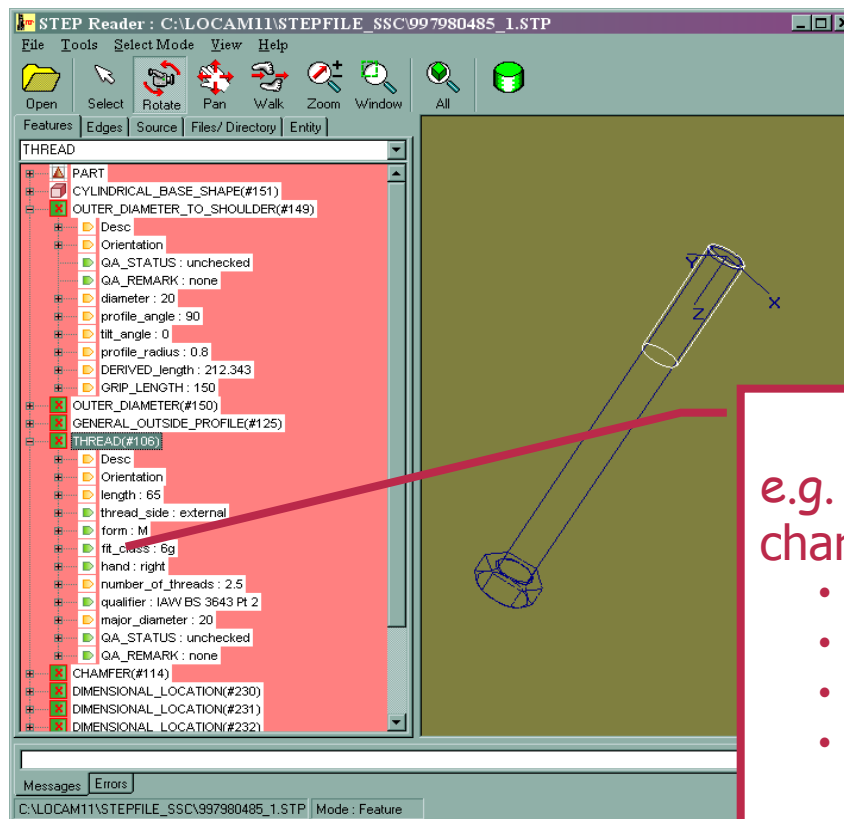 STEP Reader : C:\LOCAM11\STEPFILE_SSC\997980485_1.STP
File Tools Select Mode View Help
Open Select Rotate Pan Walk Zoom Window All
Features Edges Source Files/Directory Entity
THREAD
PART
CYLINDRICAL_BASE_SHAPE(#151)
OUTER_DIAMETER_TO_SHOULDER(#149)
Desc
Orientation
QA_STATUS : unchecked
QA_REMARK : none
diameter : 20
profile_angle : 90
tilt_angle : 0
profile_radius : 0.8
DERIVED_length : 212.343
GRIP_LENGTH : 150
OUTER_DIAMETER(#150)
GENERAL_OUTSIDE_PROFILE(#125)
THREAD(#106)
Desc
Orientation
length : 65
thread_side : external
form : M
fit_class : 6g
hand : right
number_of_threads : 2.5
qualifier : IAW BS 3643 Pt 2
major_diameter : 20
QA_STATUS : unchecked
QA_REMARK : none
CHAMFER(#114)
DIMENSIONAL_LOCATION(#230)
DIMENSIONAL_LOCATION(#231)
DIMENSIONAL_LOCATION(#232)
Y
X
Z
e.g.
Messages Errors
C:\LOCAM11\STEPFILE_SSC\997980485_1.STP Mode : Feature